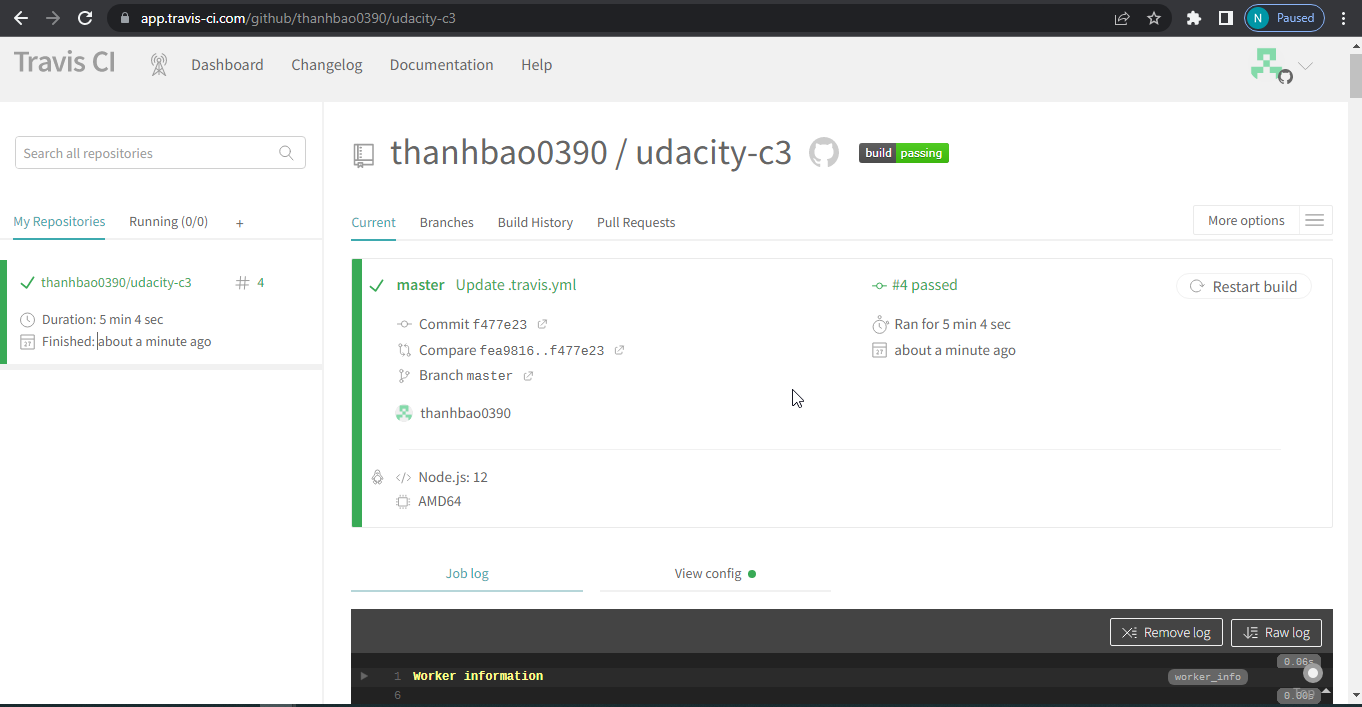 app.travis-ci.com/github/thanhbao0390/udacity-c3
N Paused
Travis CI Dashboard Changelog Documentation Help
Search all repositories
thanhbao0390 / udacity-c3 build passing
My Repositories Running (0/0) +
Current Branches Build History Pull Requests More options
thanhbao0390/udacity-c3 # 4
Duration: 5 min 4 sec
Finished: about a minute ago
master Update .travis.yml #4 passed Restart build
Commit f477e23 Ran for 5 min 4 sec
Compare fea9816..f477e23 about a minute ago
Branch master
thanhbao0390
</> Node.js: 12
AMD64
Job log View config
Remove log Raw log
0.06s
1 Worker information worker_info
6 0.00s
Top